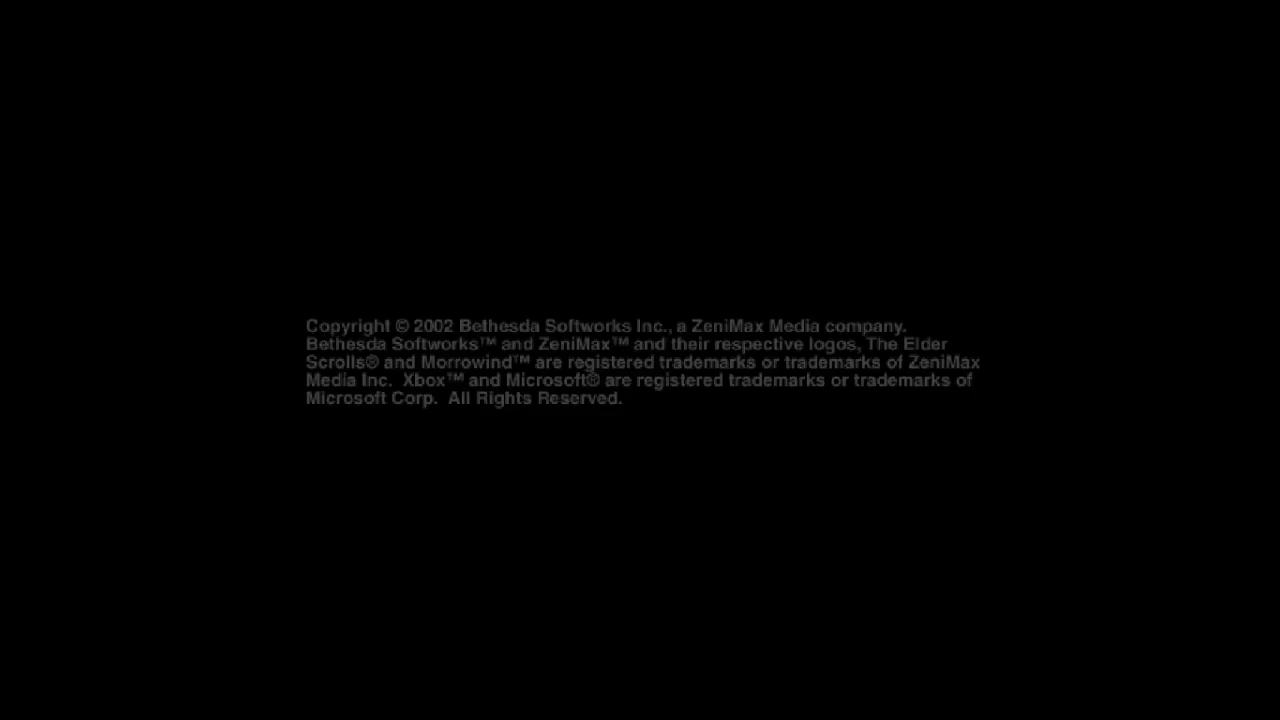 Copyright © 2002 Bethesda Softworks Inc., a ZeniMax Media company.
Bethesda Softworks™ and ZeniMax™ and their respective logos, The Elder
Scrolls® and Morrowind™ are registered trademarks or trademarks of ZeniMax
Media Inc.  Xbox™ and Microsoft® are registered trademarks or trademarks of
Microsoft Corp.  All Rights Reserved.